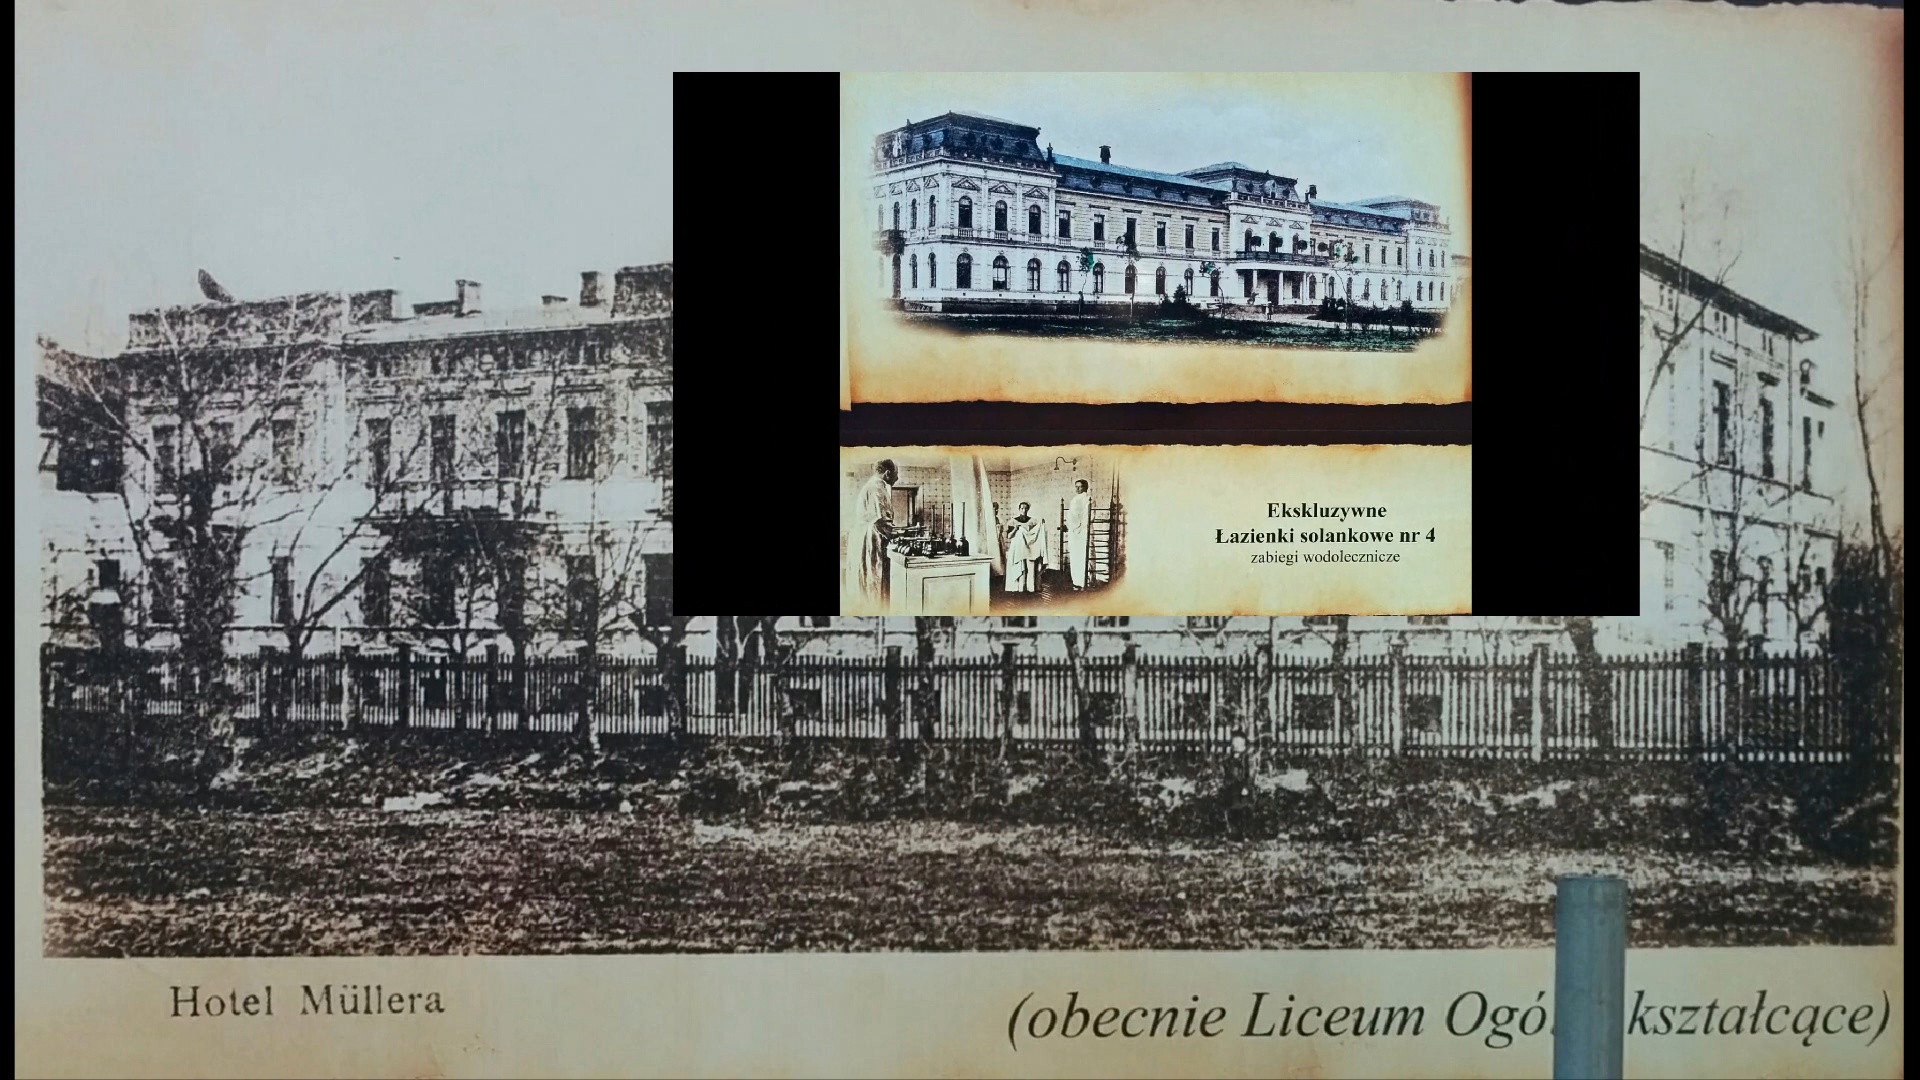 Ekskluzywne
Łazienki solankowe nr 4
zabiegi wodolecznicze
Hotel Müllera
(obecnie Liceum Ogó kształcące)